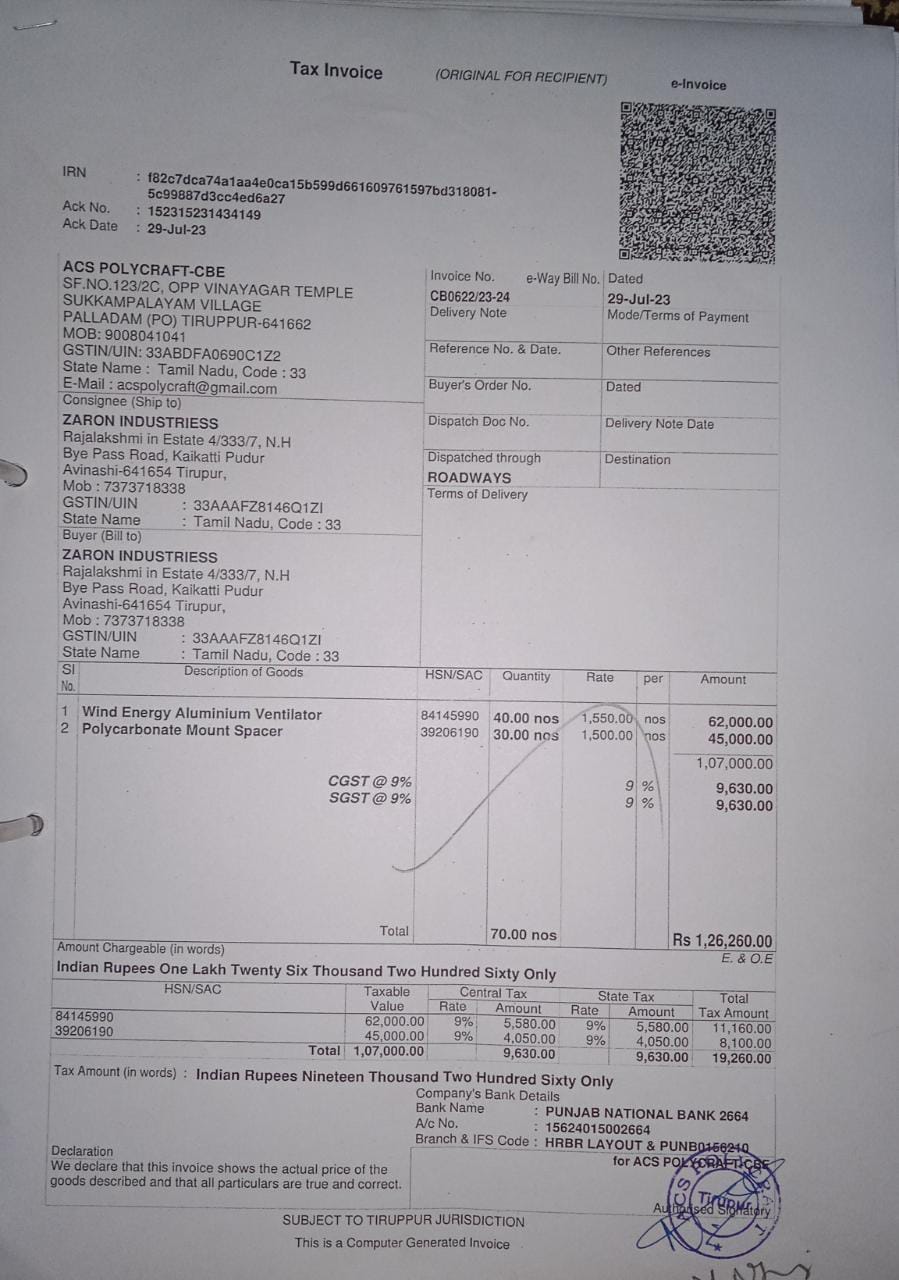 Tax Invoice (ORIGINAL FOR RECIPIENT) e-Invoice
IRN : f82c7dca74a1aa4e0ca15b599d661609761597bd318081-
5c99887d3cc4ed6a27
Ack No. : 152315231434149
Ack Date : 29-Jul-23
ACS POLYCRAFT-CBE
SF.NO.123/2C, OPP VINAYAGAR TEMPLE
SUKKAMPALAYAM VILLAGE
PALLADAM (PO) TIRUPPUR-641662
MOB: 9008041041
GSTIN/UIN: 33ABDFA0690C1Z2
State Name : Tamil Nadu, Code : 33
E-Mail : acspolycraft@gmail.com
Invoice No. e-Way Bill No. Dated
CB0622/23-24 29-Jul-23
Delivery Note Mode/Terms of Payment
Reference No. & Date. Other References
Buyer's Order No. Dated
Dispatch Doc No. Delivery Note Date
Dispatched through Destination
ROADWAYS
Terms of Delivery
Consignee (Ship to)
ZARON INDUSTRIESS
Rajalakshmi in Estate 4/333/7, N.H
Bye Pass Road, Kaikatti Pudur
Avinashi-641654 Tirupur,
Mob : 7373718338
GSTIN/UIN : 33AAAFZ8146Q1ZI
State Name : Tamil Nadu, Code : 33
Buyer (Bill to)
ZARON INDUSTRIESS
Rajalakshmi in Estate 4/333/7, N.H
Bye Pass Road, Kaikatti Pudur
Avinashi-641654 Tirupur,
Mob : 7373718338
GSTIN/UIN : 33AAAFZ8146Q1ZI
State Name : Tamil Nadu, Code : 33
Sl No. Description of Goods HSN/SAC Quantity Rate per Amount
1 Wind Energy Aluminium Ventilator 84145990 40.00 nos 1,550.00 nos 62,000.00
2 Polycarbonate Mount Spacer 39206190 30.00 nos 1,500.00 nos 45,000.00
1,07,000.00
CGST @ 9% 9 % 9,630.00
SGST @ 9% 9 % 9,630.00
Total 70.00 nos Rs 1,26,260.00
Amount Chargeable (in words) E. & O.E
Indian Rupees One Lakh Twenty Six Thousand Two Hundred Sixty Only
HSN/SAC Taxable Value Central Tax State Tax Total Tax Amount
Rate Amount Rate Amount
84145990 62,000.00 9% 5,580.00 9% 5,580.00 11,160.00
39206190 45,000.00 9% 4,050.00 9% 4,050.00 8,100.00
Total 1,07,000.00 9,630.00 9,630.00 19,260.00
Tax Amount (in words) : Indian Rupees Nineteen Thousand Two Hundred Sixty Only
Company's Bank Details
Bank Name : PUNJAB NATIONAL BANK 2664
A/c No. : 15624015002664
Branch & IFS Code : HRBR LAYOUT & PUNB0156210
Declaration
We declare that this invoice shows the actual price of the
goods described and that all particulars are true and correct.
for ACS POLYCRAFT-CBE
Tirupur
Authorised Signatory
SUBJECT TO TIRUPPUR JURISDICTION
This is a Computer Generated Invoice